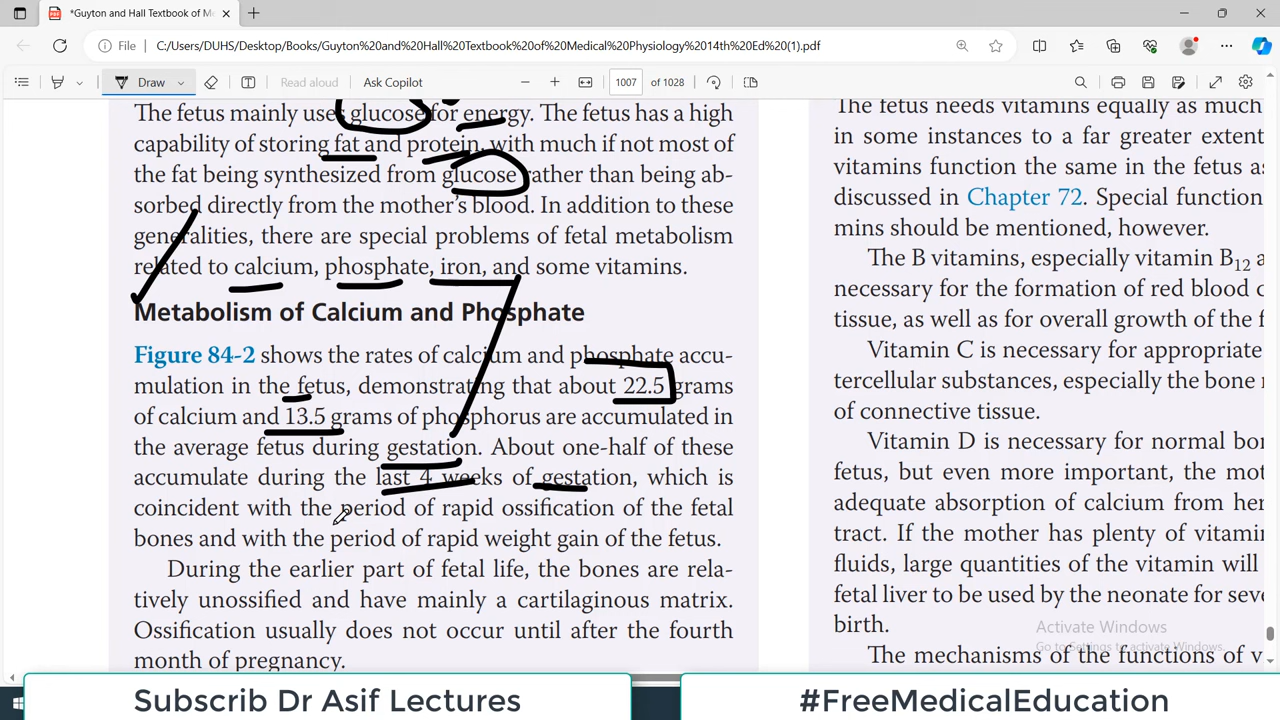 *Guyton and Hall Textbook of Me
File
C:/Users/DUHS/Desktop/Books/Guyton%20and%20Hall%20Textbook%20of%20Medical%20Physiology%2014th%20Ed%20(1).pdf
Draw
Read aloud
Ask Copilot
1007 of 1028
The fetus mainly uses glucose for energy. The fetus has a high
capability of storing fat and protein, with much if not most of
the fat being synthesized from glucose rather than being ab-
sorbed directly from the mother's blood. In addition to these
generalities, there are special problems of fetal metabolism
related to calcium, phosphate, iron, and some vitamins.
Metabolism of Calcium and Phosphate
Figure 84-2 shows the rates of calcium and phosphate accu-
mulation in the fetus, demonstrating that about 22.5 grams
of calcium and 13.5 grams of phosphorus are accumulated in
the average fetus during gestation. About one-half of these
accumulate during the last 4 weeks of gestation, which is
coincident with the period of rapid ossification of the fetal
bones and with the period of rapid weight gain of the fetus.
During the earlier part of fetal life, the bones are rela-
tively unossified and have mainly a cartilaginous matrix.
Ossification usually does not occur until after the fourth
month of pregnancy.
The fetus needs vitamins equally as much
in some instances to a far greater extent
vitamins function the same in the fetus as
discussed in Chapter 72. Special function
mins should be mentioned, however.
The B vitamins, especially vitamin B12
necessary for the formation of red blood c
tissue, as well as for overall growth of the f
Vitamin C is necessary for appropriate
tercellular substances, especially the bone
of connective tissue.
Vitamin D is necessary for normal bon
fetus, but even more important, the mot
adequate absorption of calcium from her
tract. If the mother has plenty of vitamin
fluids, large quantities of the vitamin will
fetal liver to be used by the neonate for seve
birth.
The mechanisms of the functions of v
Activate Windows
Go to Settings to activate Windows.
Subscrib Dr Asif Lectures
#FreeMedicalEducation